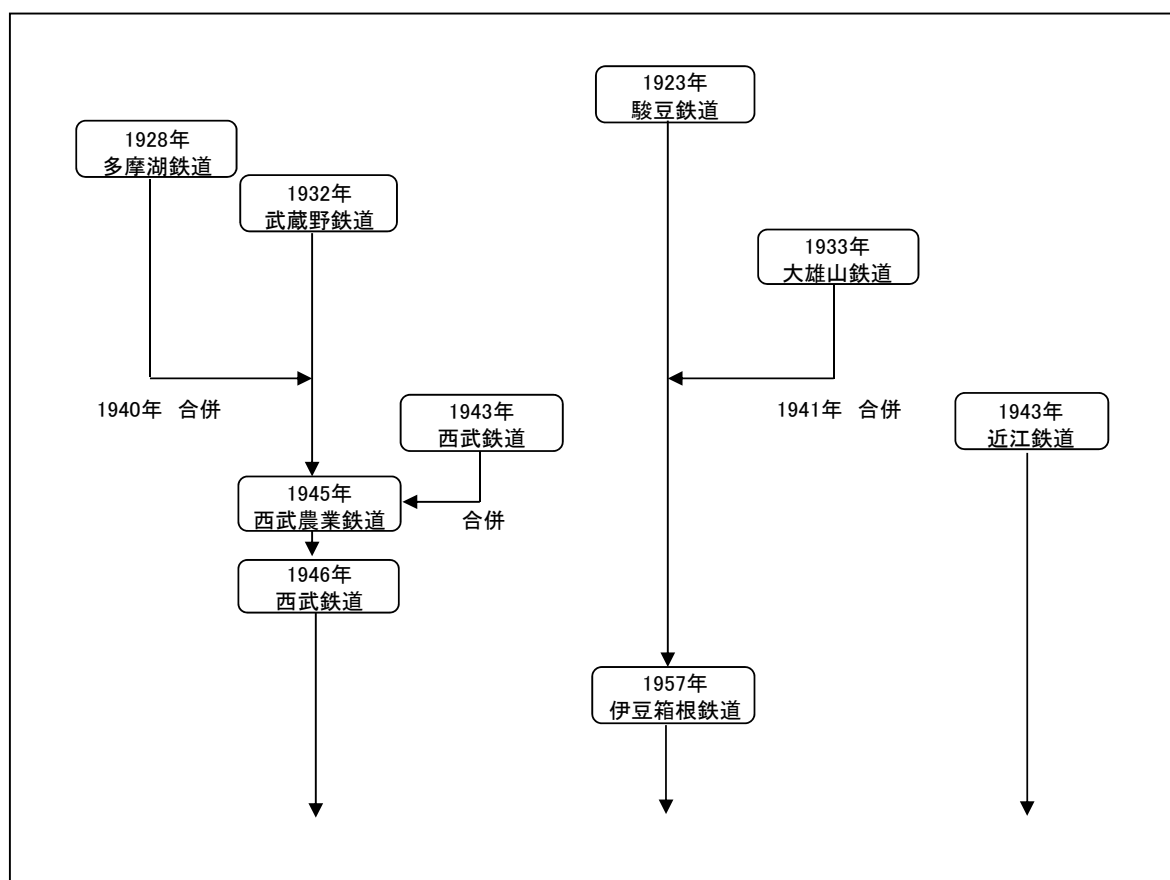 1923年
駿豆鉄道
1928年
多摩湖鉄道
1932年
武蔵野鉄道
1933年
大雄山鉄道
1940年 合併
1941年 合併
1943年
西武鉄道
1943年
近江鉄道
1945年
西武農業鉄道
合併
1946年
西武鉄道
1957年
伊豆箱根鉄道